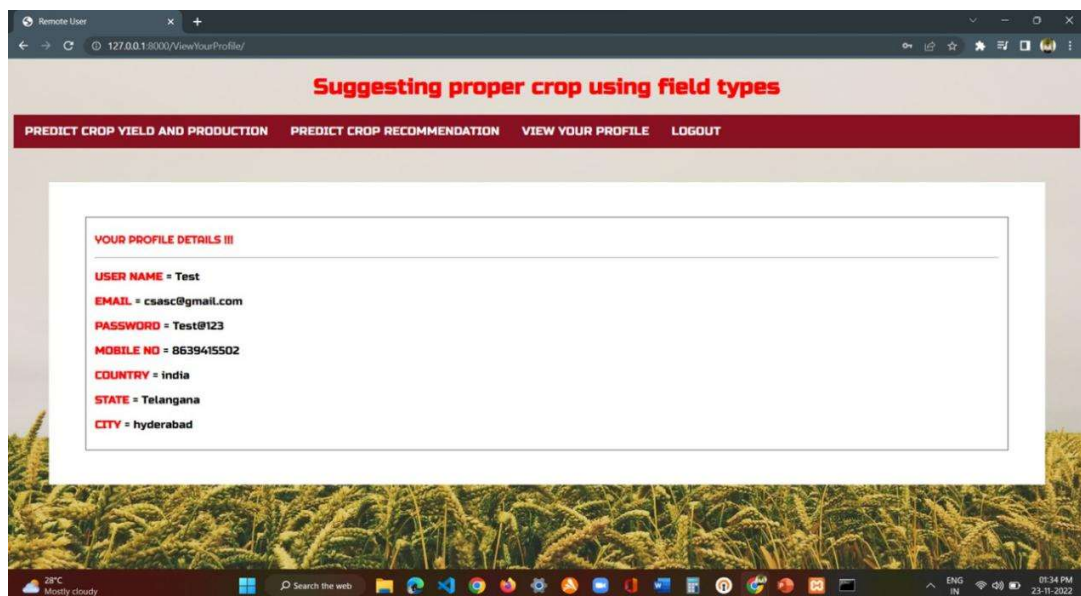 Remote User
127.0.0.1:8000/ViewYourProfile/
Suggesting proper crop using field types
PREDICT CROP YIELD AND PRODUCTION PREDICT CROP RECOMMENDATION VIEW YOUR PROFILE LOGOUT
YOUR PROFILE DETAILS !!!
USER NAME = Test
EMAIL = csasc@gmail.com
PASSWORD = Test@123
MOBILE NO = 8639415502
COUNTRY = india
STATE = Telangana
CITY = hyderabad
28°C
Mostly cloudy
Search the web
ENG
IN
01:34 PM
23-11-2022